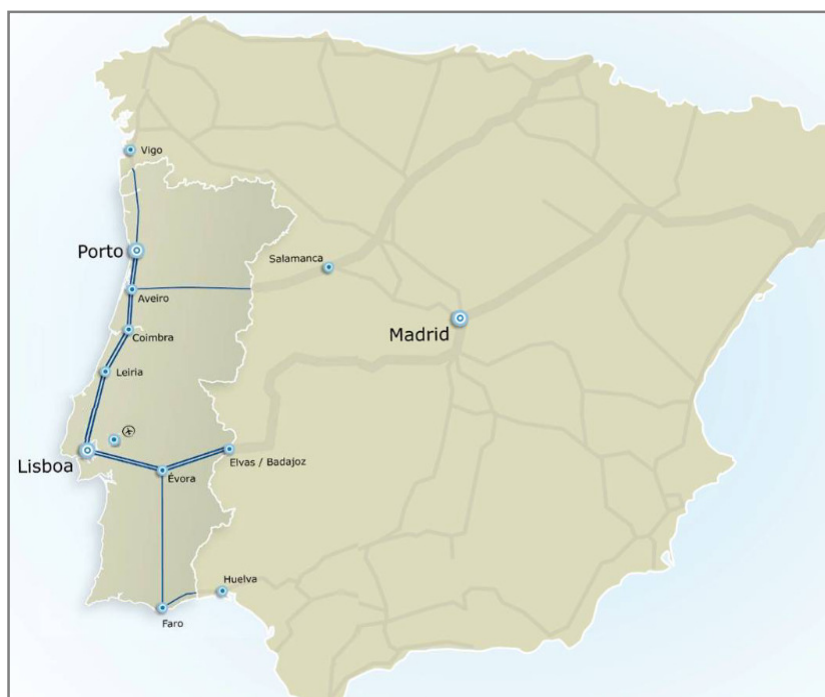 Vigo
Porto
Salamanca
Aveiro
Madrid
Coimbra
Leiria
Lisboa
Elvas / Badajoz
Évora
Huelva
Faro